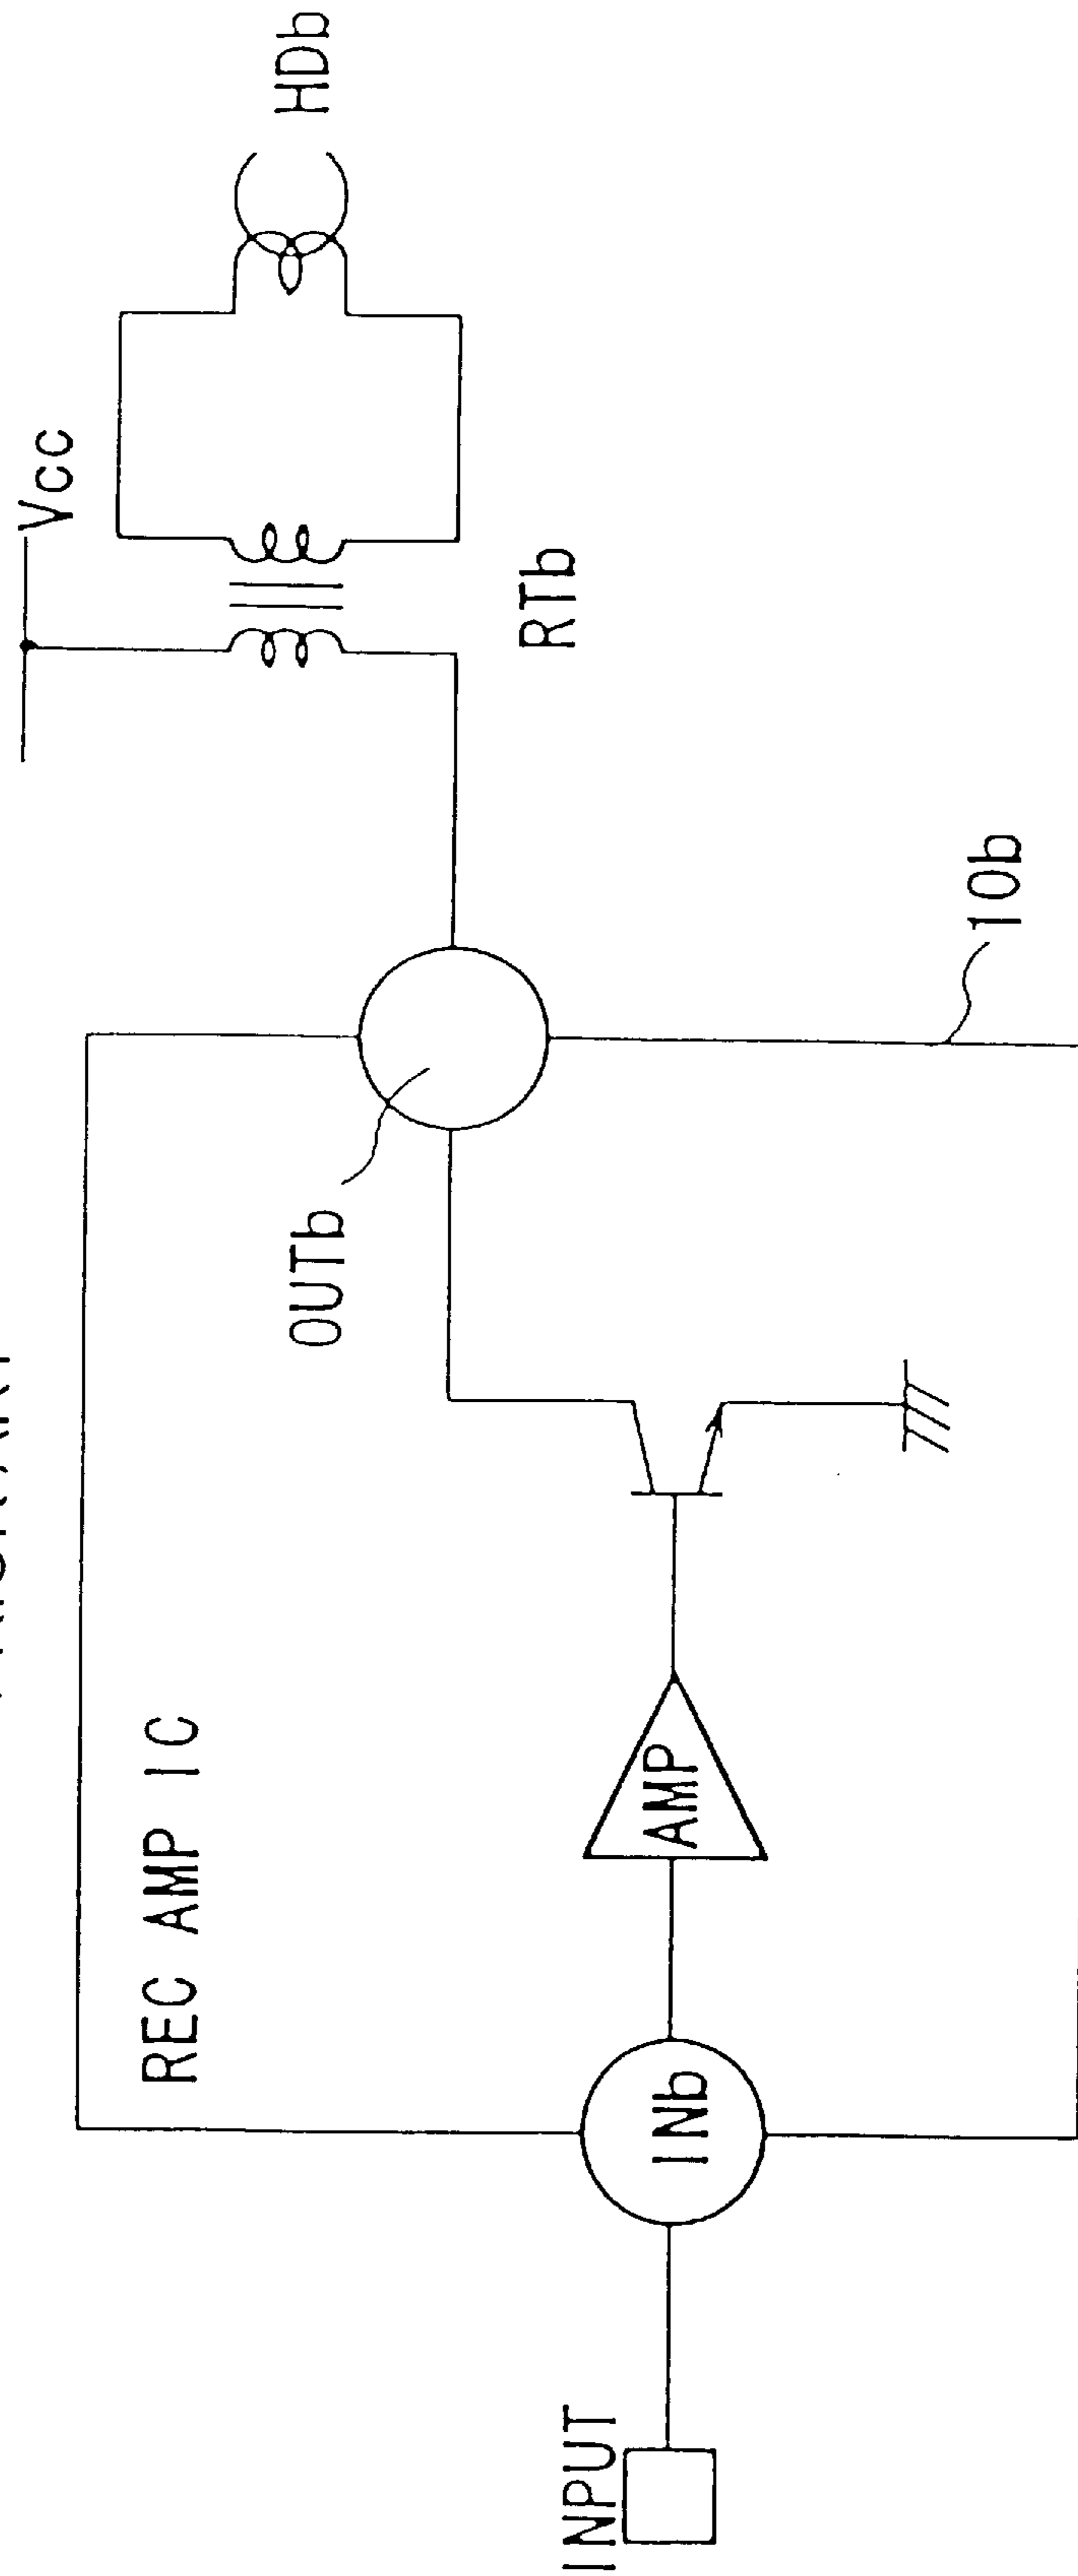 REC AMP IC
Vcc
HDb
OUTb
RTb
INPUT
INb
AMP
10b